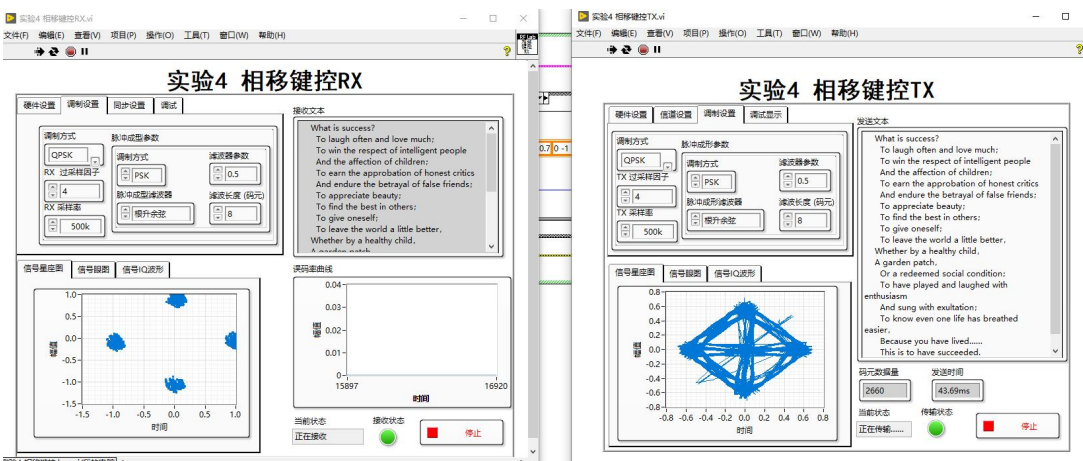 实验4 相移键控RX.vi
文件(F) 编辑(E) 查看(V) 项目(P) 操作(O) 工具(T) 窗口(W) 帮助(H)
实验4 相移键控RX
硬件设置 调制设置 同步设置 调试
调制方式
QPSK
RX 过采样因子
4
RX 采样率
500k
脉冲成型参数
调制方式
PSK
滤波器参数
0.5
脉冲成型滤波器
根升余弦
滤波长度 (码元)
8
接收文本
What is success?
To laugh often and love much;
To win the respect of intelligent people
And the affection of children;
To earn the approbation of honest critics
And endure the betrayal of false friends;
To appreciate beauty;
To find the best in others;
To give oneself;
To leave the world a little better,
Whether by a healthy child,
A garden patch,
信号星座图 信号眼图 信号IQ波形
幅值
1.0
0.5
0.0
-0.5
-1.0
-1.5
-1.5 -1.0 -0.5 0.0 0.5 1.0
时间
误码率曲线
幅值
0.04
0.03
0.02
0.01
0
15897 16920
时间
当前状态
正在接收
接收状态
停止
0.7 0 -1
实验4 相移键控TX.vi
文件(F) 编辑(E) 查看(V) 项目(P) 操作(O) 工具(T) 窗口(W) 帮助(H)
实验4 相移键控TX
硬件设置 信道设置 调制设置 调试显示
调制方式
QPSK
TX 过采样因子
4
TX 采样率
500k
脉冲成形参数
调制方式
PSK
滤波器参数
0.5
脉冲成形滤波器
根升余弦
滤波长度 (码元)
8
发送文本
What is success?
To laugh often and love much;
To win the respect of intelligent people
And the affection of children;
To earn the approbation of honest critics
And endure the betrayal of false friends;
To appreciate beauty;
To find the best in others;
To give oneself;
To leave the world a little better,
Whether by a healthy child,
A garden patch,
Or a redeemed social condition;
To have played and laughed with
enthusiasm
And sung with exultation;
To know even one life has breathed
easier,
Because you have lived......
This is to have succeeded.
信号星座图 信号眼图 信号IQ波形
幅值
0.8
0.6
0.4
0.2
0.0
-0.2
-0.4
-0.6
-0.8
-0.8 -0.6 -0.4 -0.2 0.0 0.2 0.4 0.6 0.8
时间
码元数据量
2660
发送时间
43.69ms
当前状态
正在传输......
传输状态
停止